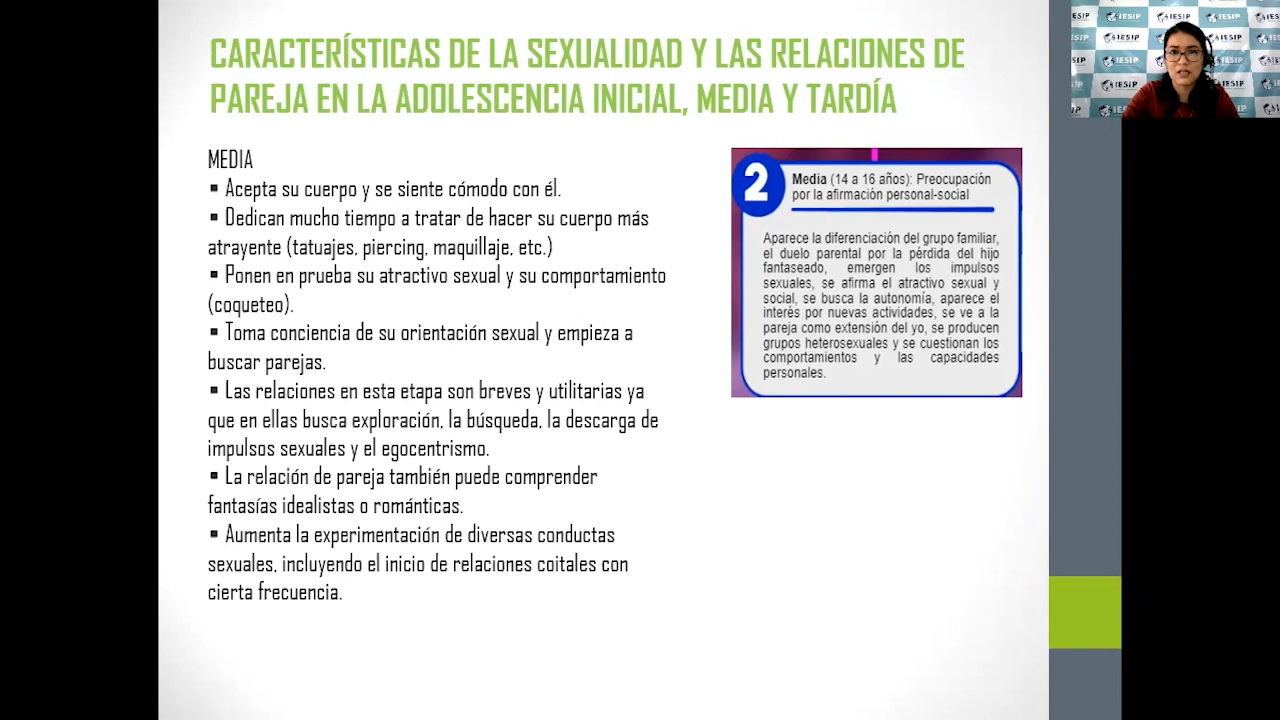 CARACTERÍSTICAS DE LA SEXUALIDAD Y LAS RELACIONES DE
PAREJA EN LA ADOLESCENCIA INICIAL, MEDIA Y TARDÍA
MEDIA
▪ Acepta su cuerpo y se siente cómodo con él.
▪ Dedican mucho tiempo a tratar de hacer su cuerpo más
atrayente (tatuajes, piercing, maquillaje, etc.)
▪ Ponen en prueba su atractivo sexual y su comportamiento
(coqueteo).
▪ Toma conciencia de su orientación sexual y empieza a
buscar parejas.
▪ Las relaciones en esta etapa son breves y utilitarias ya
que en ellas busca exploración, la búsqueda, la descarga de
impulsos sexuales y el egocentrismo.
▪ La relación de pareja también puede comprender
fantasías idealistas o románticas.
▪ Aumenta la experimentación de diversas conductas
sexuales, incluyendo el inicio de relaciones coitales con
cierta frecuencia.
2
Media (14 a 16 años): Preocupación
por la afirmación personal-social
Aparece la diferenciación del grupo familiar,
el duelo parental por la pérdida del hijo
fantaseado, emergen los impulsos
sexuales, se afirma el atractivo sexual y
social, se busca la autonomía, aparece el
interés por nuevas actividades, se ve a la
pareja como extensión del yo, se producen
grupos heterosexuales y se cuestionan los
comportamientos y las capacidades
personales.
IESIP
IESIP
IESIP
IESIP
IESIP
IESIP
IESIP